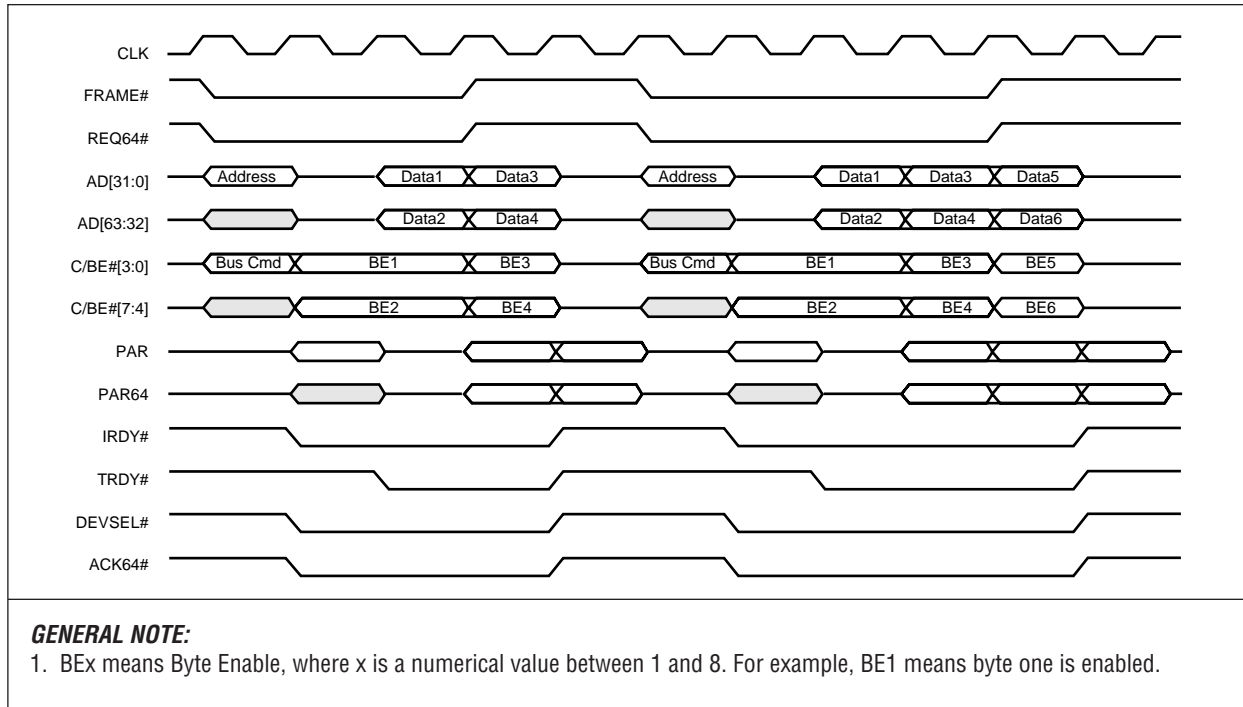 CLK
FRAME#
REQ64#
AD[31:0] Address Data1 Data3 Address Data1 Data3 Data5
AD[63:32] Data2 Data4 Data2 Data4 Data6
C/BE#[3:0] Bus Cmd BE1 BE3 Bus Cmd BE1 BE3 BE5
C/BE#[7:4] BE2 BE4 BE2 BE4 BE6
PAR
PAR64
IRDY#
TRDY#
DEVSEL#
ACK64#
GENERAL NOTE:
1. BEx means Byte Enable, where x is a numerical value between 1 and 8. For example, BE1 means byte one is enabled.